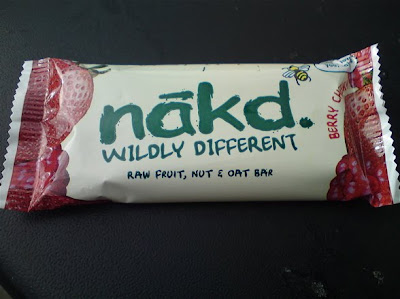 nākd.
WILDLY DIFFERENT
RAW FRUIT, NUT & OAT BAR
BERRY